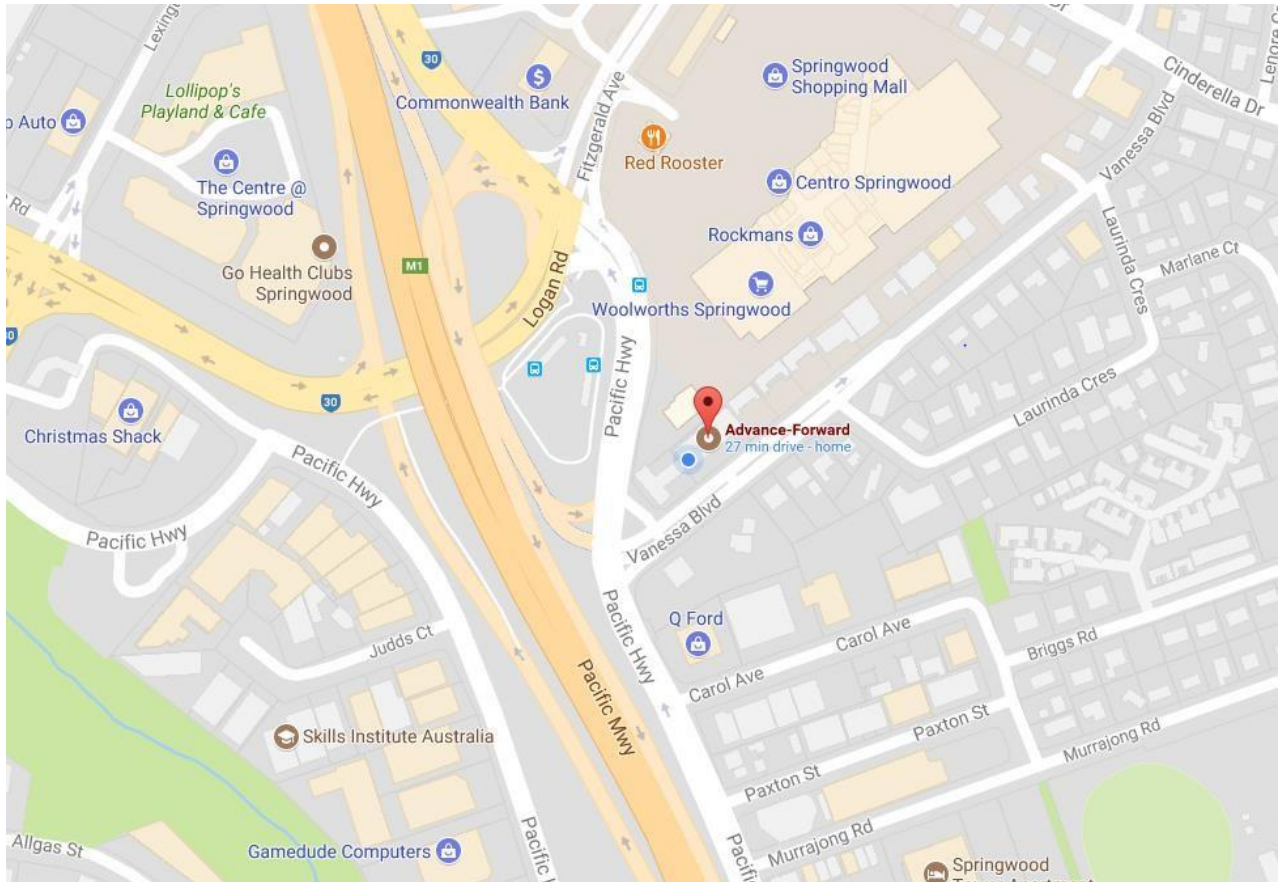 Lexing
30
Lollipop's
Playland & Cafe
Commonwealth Bank
Fitzgerald Ave
Springwood
Shopping Mall
Dr
Cinderella Dr
Lenore C
p Auto
Red Rooster
Vanessa Blvd
The Centre @
Springwood
Centro Springwood
Rd
Rockmans
Laurinda Cres
Marlane Ct
M1
Go Health Clubs
Springwood
Logan Rd
Woolworths Springwood
30
30
Pacific Hwy
Laurinda Cres
Christmas Shack
Advance-Forward
27 min drive - home
Pacific Hwy
Pacific Hwy
Vanessa Blvd
Pacific Hwy
Q Ford
Carol Ave
Briggs Rd
Judds Ct
Carol Ave
Pacific Mwy
Paxton St
Skills Institute Australia
Murrajong Rd
Paxton St
Allgas St
Gamedude Computers
Pacific H
Pacific
Murrajong Rd
Springwood